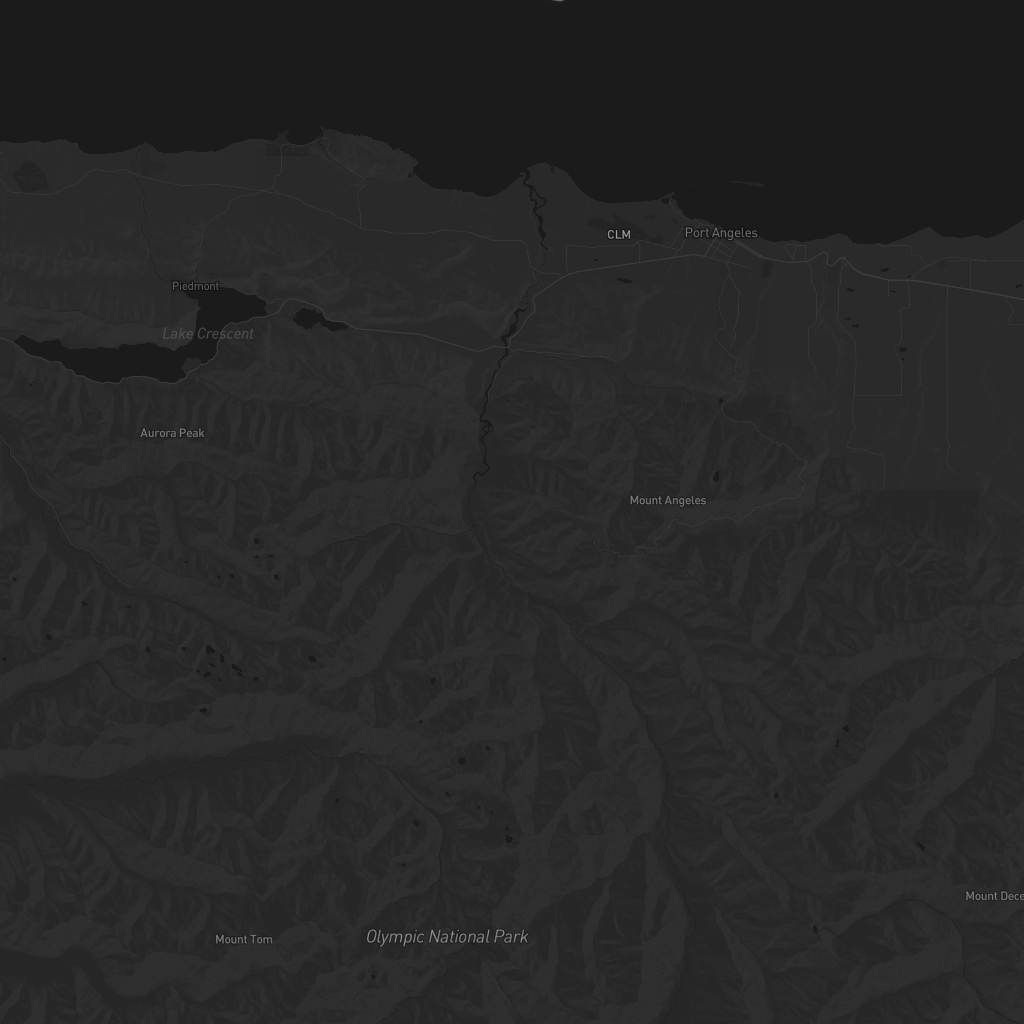 CLM
Port Angeles
Piedmont
Lake Crescent
Aurora Peak
Mount Angeles
Mount Dece
Olympic National Park
Mount Tom